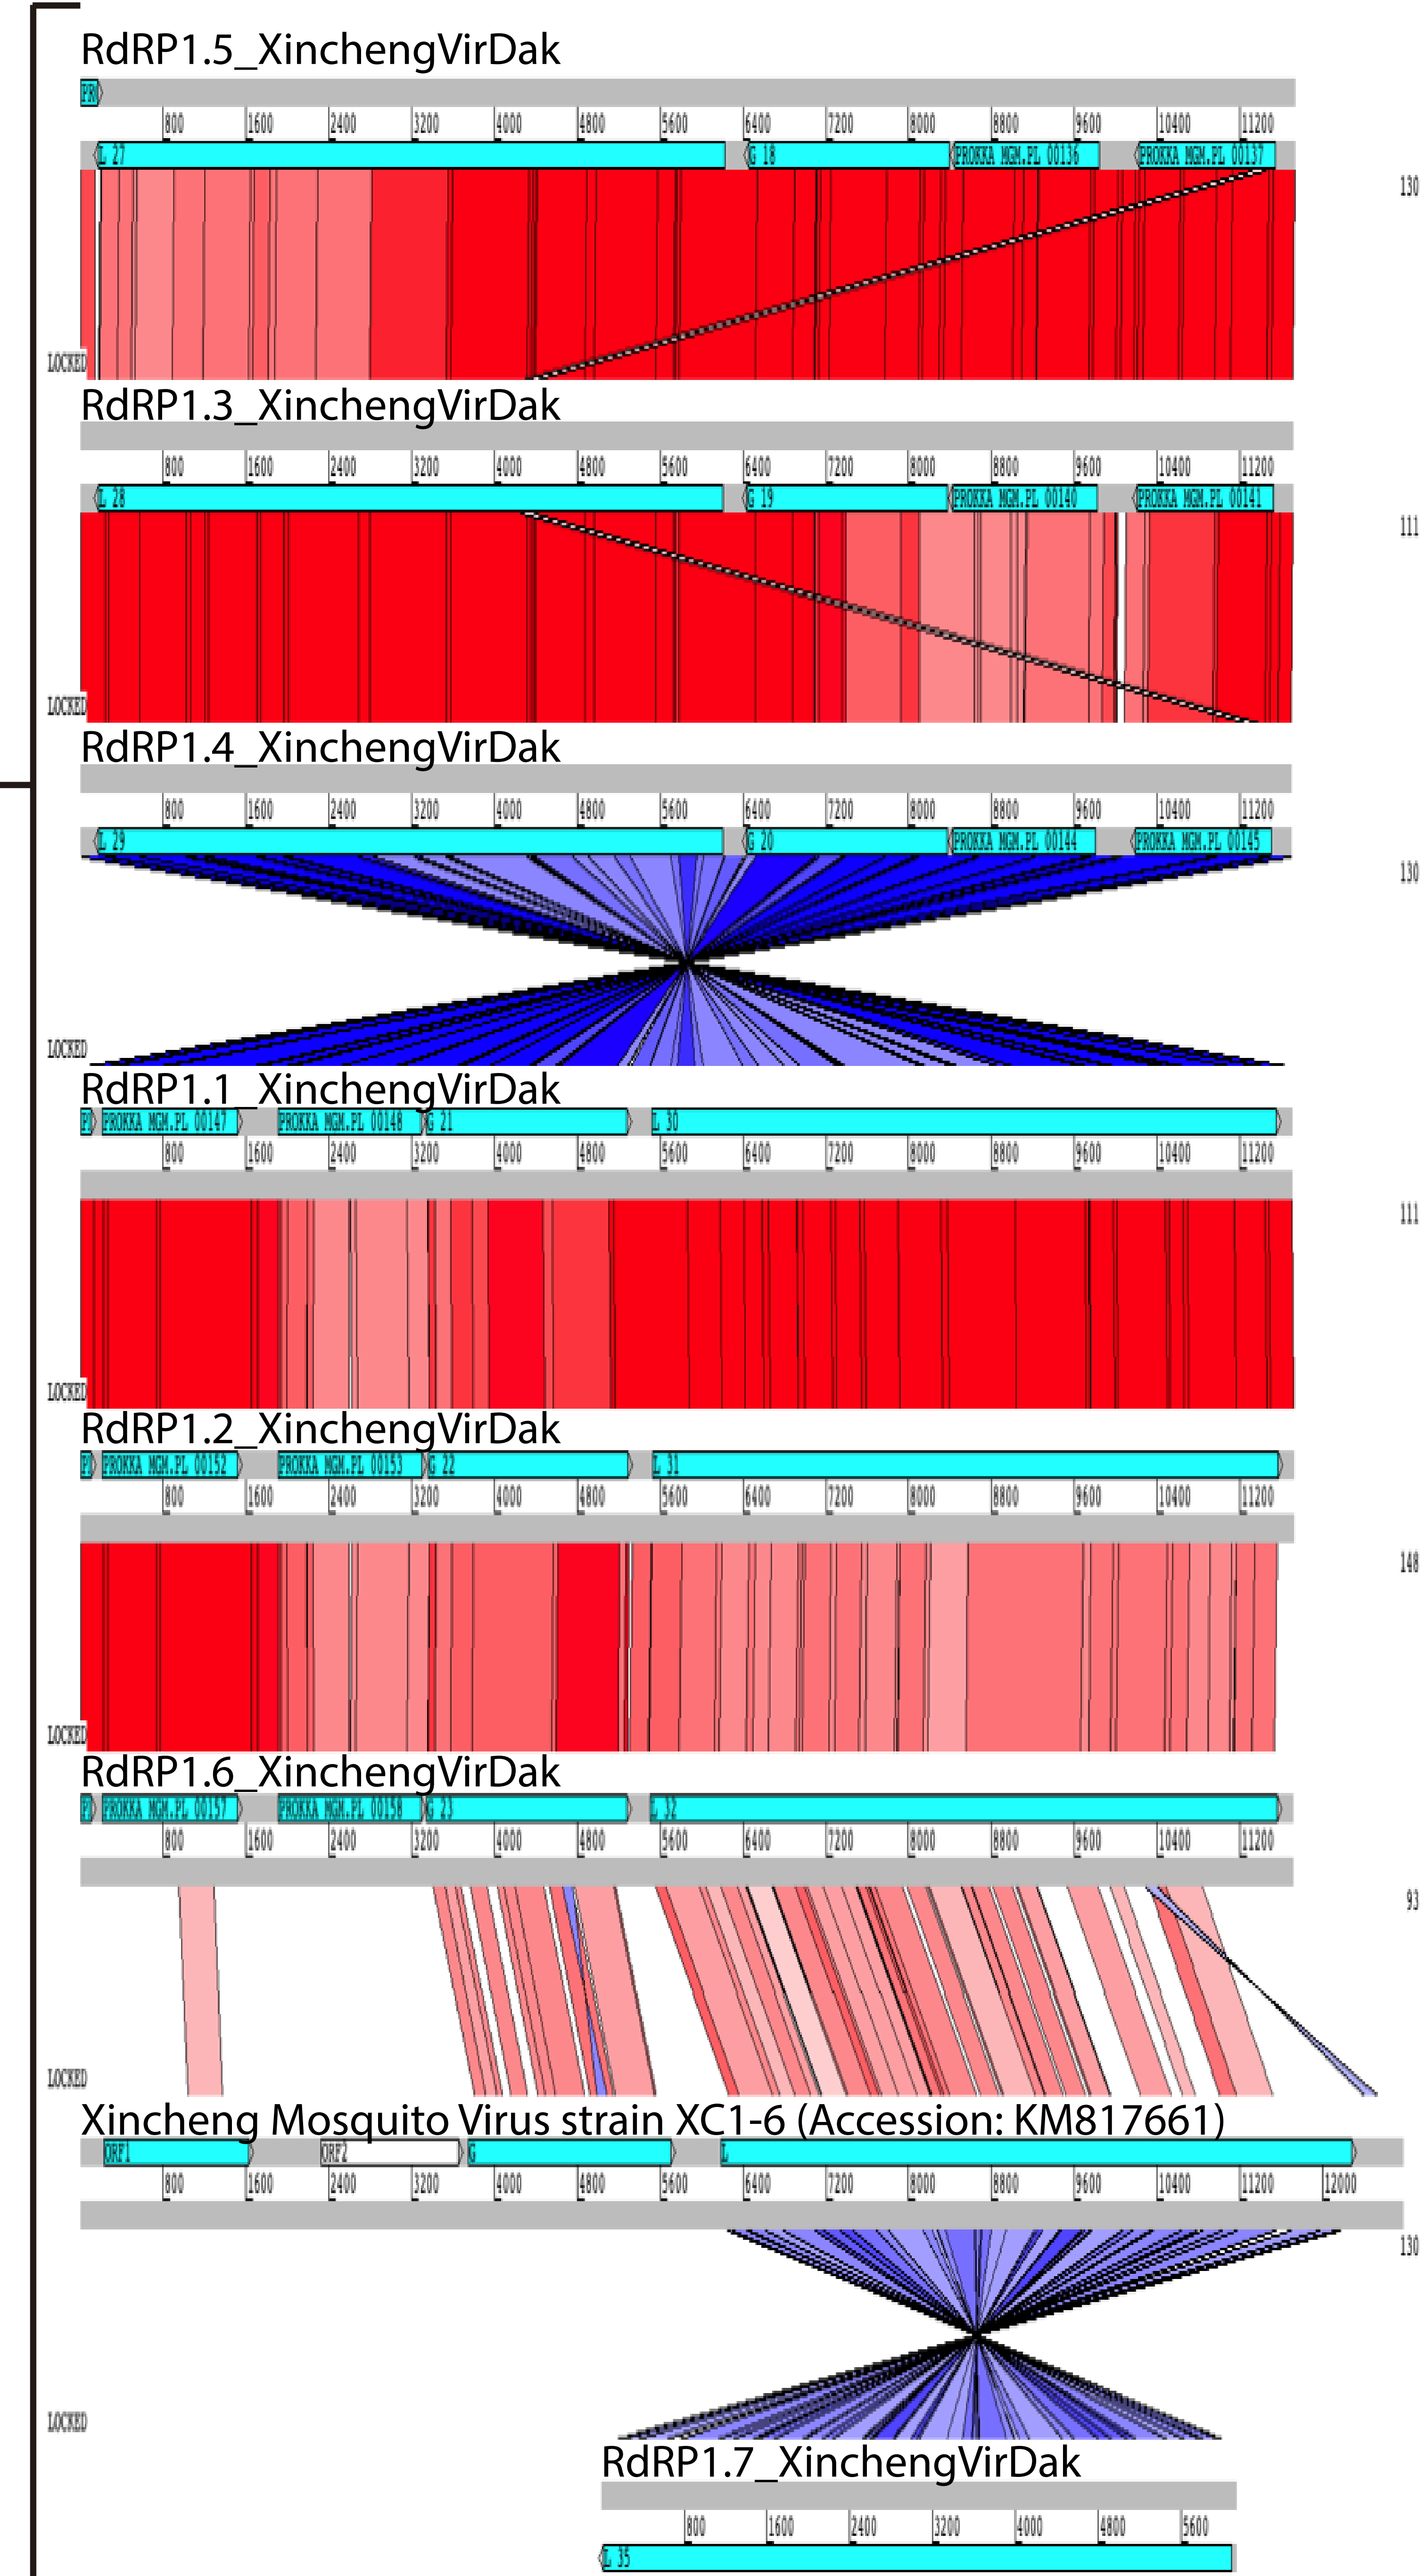 RdRP1.5_XinchengVirDak
800 1600 2400 3200 4000 4800 5600 6400 7200 8000 8800 9600 10400 11200
L 27 G 18 PROKKA MGM.PL 00136 PROKKA MGM.PL 00137
130
LOCKED
RdRP1.3_XinchengVirDak
800 1600 2400 3200 4000 4800 5600 6400 7200 8000 8800 9600 10400 11200
L 28 G 19 PROKKA MGM.PL 00140 PROKKA MGM.PL 00141
111
LOCKED
RdRP1.4_XinchengVirDak
800 1600 2400 3200 4000 4800 5600 6400 7200 8000 8800 9600 10400 11200
L 29 G 20 PROKKA MGM.PL 00144 PROKKA MGM.PL 00145
130
LOCKED
RdRP1.1_XinchengVirDak
PROKKA MGM.PL 00147 PROKKA MGM.PL 00148 G 21 L 30
800 1600 2400 3200 4000 4800 5600 6400 7200 8000 8800 9600 10400 11200
111
LOCKED
RdRP1.2_XinchengVirDak
PROKKA MGM.PL 00152 PROKKA MGM.PL 00153 G 22 L 31
800 1600 2400 3200 4000 4800 5600 6400 7200 8000 8800 9600 10400 11200
148
LOCKED
RdRP1.6_XinchengVirDak
PROKKA MGM.PL 00157 PROKKA MGM.PL 00158 G 23 L 32
800 1600 2400 3200 4000 4800 5600 6400 7200 8000 8800 9600 10400 11200
93
LOCKED
Xincheng Mosquito Virus strain XC1-6 (Accession: KM817661)
ORF1 ORF2 G L
800 1600 2400 3200 4000 4800 5600 6400 7200 8000 8800 9600 10400 11200 12000
130
LOCKED
RdRP1.7_XinchengVirDak
800 1600 2400 3200 4000 4800 5600
L 35